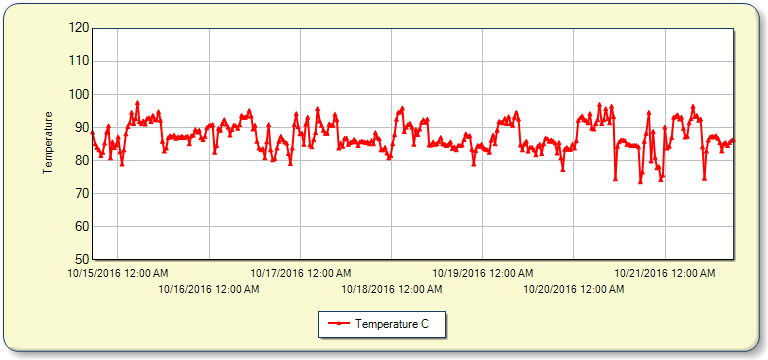 120
110
100
90
80
70
60
50
Temperature
10/15/2016 12:00 AM
10/16/2016 12:00 AM
10/17/2016 12:00 AM
10/18/2016 12:00 AM
10/19/2016 12:00 AM
10/20/2016 12:00 AM
10/21/2016 12:00 AM
Temperature C